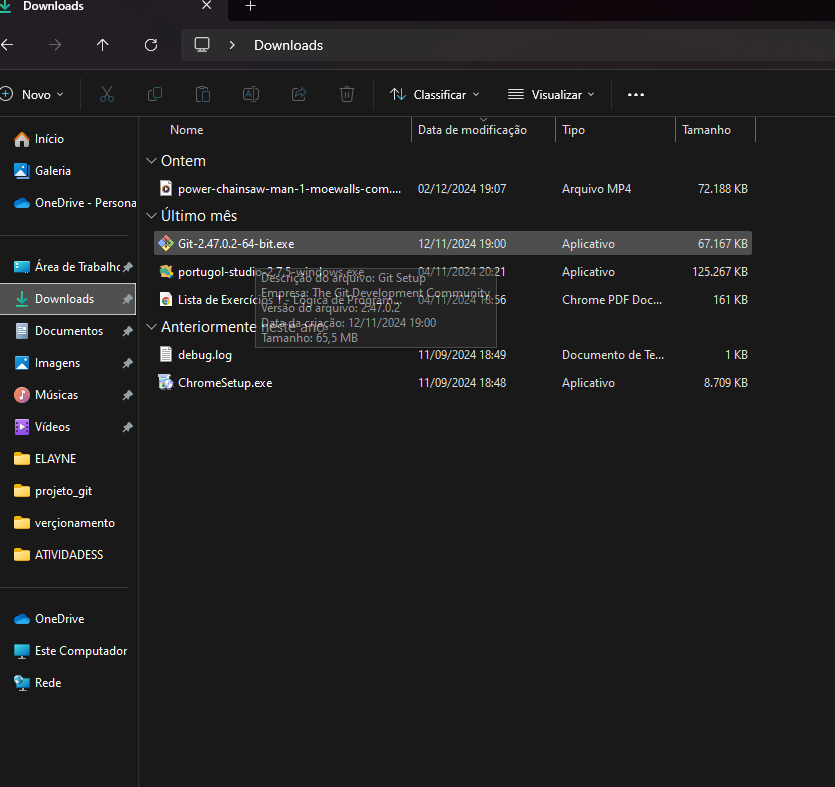 Downloads
Downloads
Novo
Classificar
Visualizar
Início
Galeria
OneDrive - Persona
Área de Trabalho
Downloads
Documentos
Imagens
Músicas
Vídeos
ELAYNE
projeto_git
verçionamento
ATIVIDADESS
OneDrive
Este Computador
Rede
Nome Data de modificação Tipo Tamanho
Ontem
power-chainsaw-man-1-moewalls-com.... 02/12/2024 19:07 Arquivo MP4 72.188 KB
Último mês
Git-2.47.0.2-64-bit.exe 12/11/2024 19:00 Aplicativo 67.167 KB
portugol-studio-2.7.5-windows.exe 04/11/2024 20:21 Aplicativo 125.267 KB
Lista de Exercícios 1 - Lógica de Program... 04/11/2024 18:56 Chrome PDF Doc... 161 KB
Anteriormente neste ano
debug.log 11/09/2024 18:49 Documento de Te... 1 KB
ChromeSetup.exe 11/09/2024 18:48 Aplicativo 8.709 KB
Descrição do arquivo: Git Setup
Empresa: The Git Development Community
Versão do arquivo: 2.47.0.2
Data da criação: 12/11/2024 19:00
Tamanho: 65,5 MB